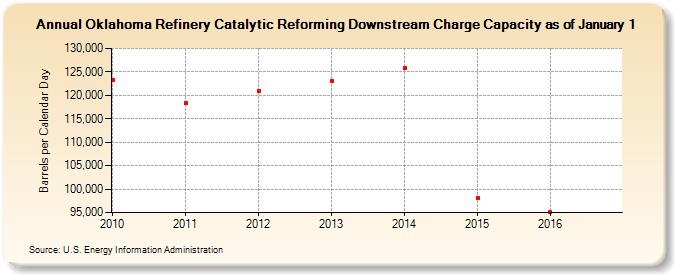 Annual Oklahoma Refinery Catalytic Reforming Downstream Charge Capacity as of January 1
Barrels per Calendar Day
130,000
125,000
120,000
115,000
110,000
105,000
100,000
95,000
2010 2011 2012 2013 2014 2015 2016
Source: U.S. Energy Information Administration